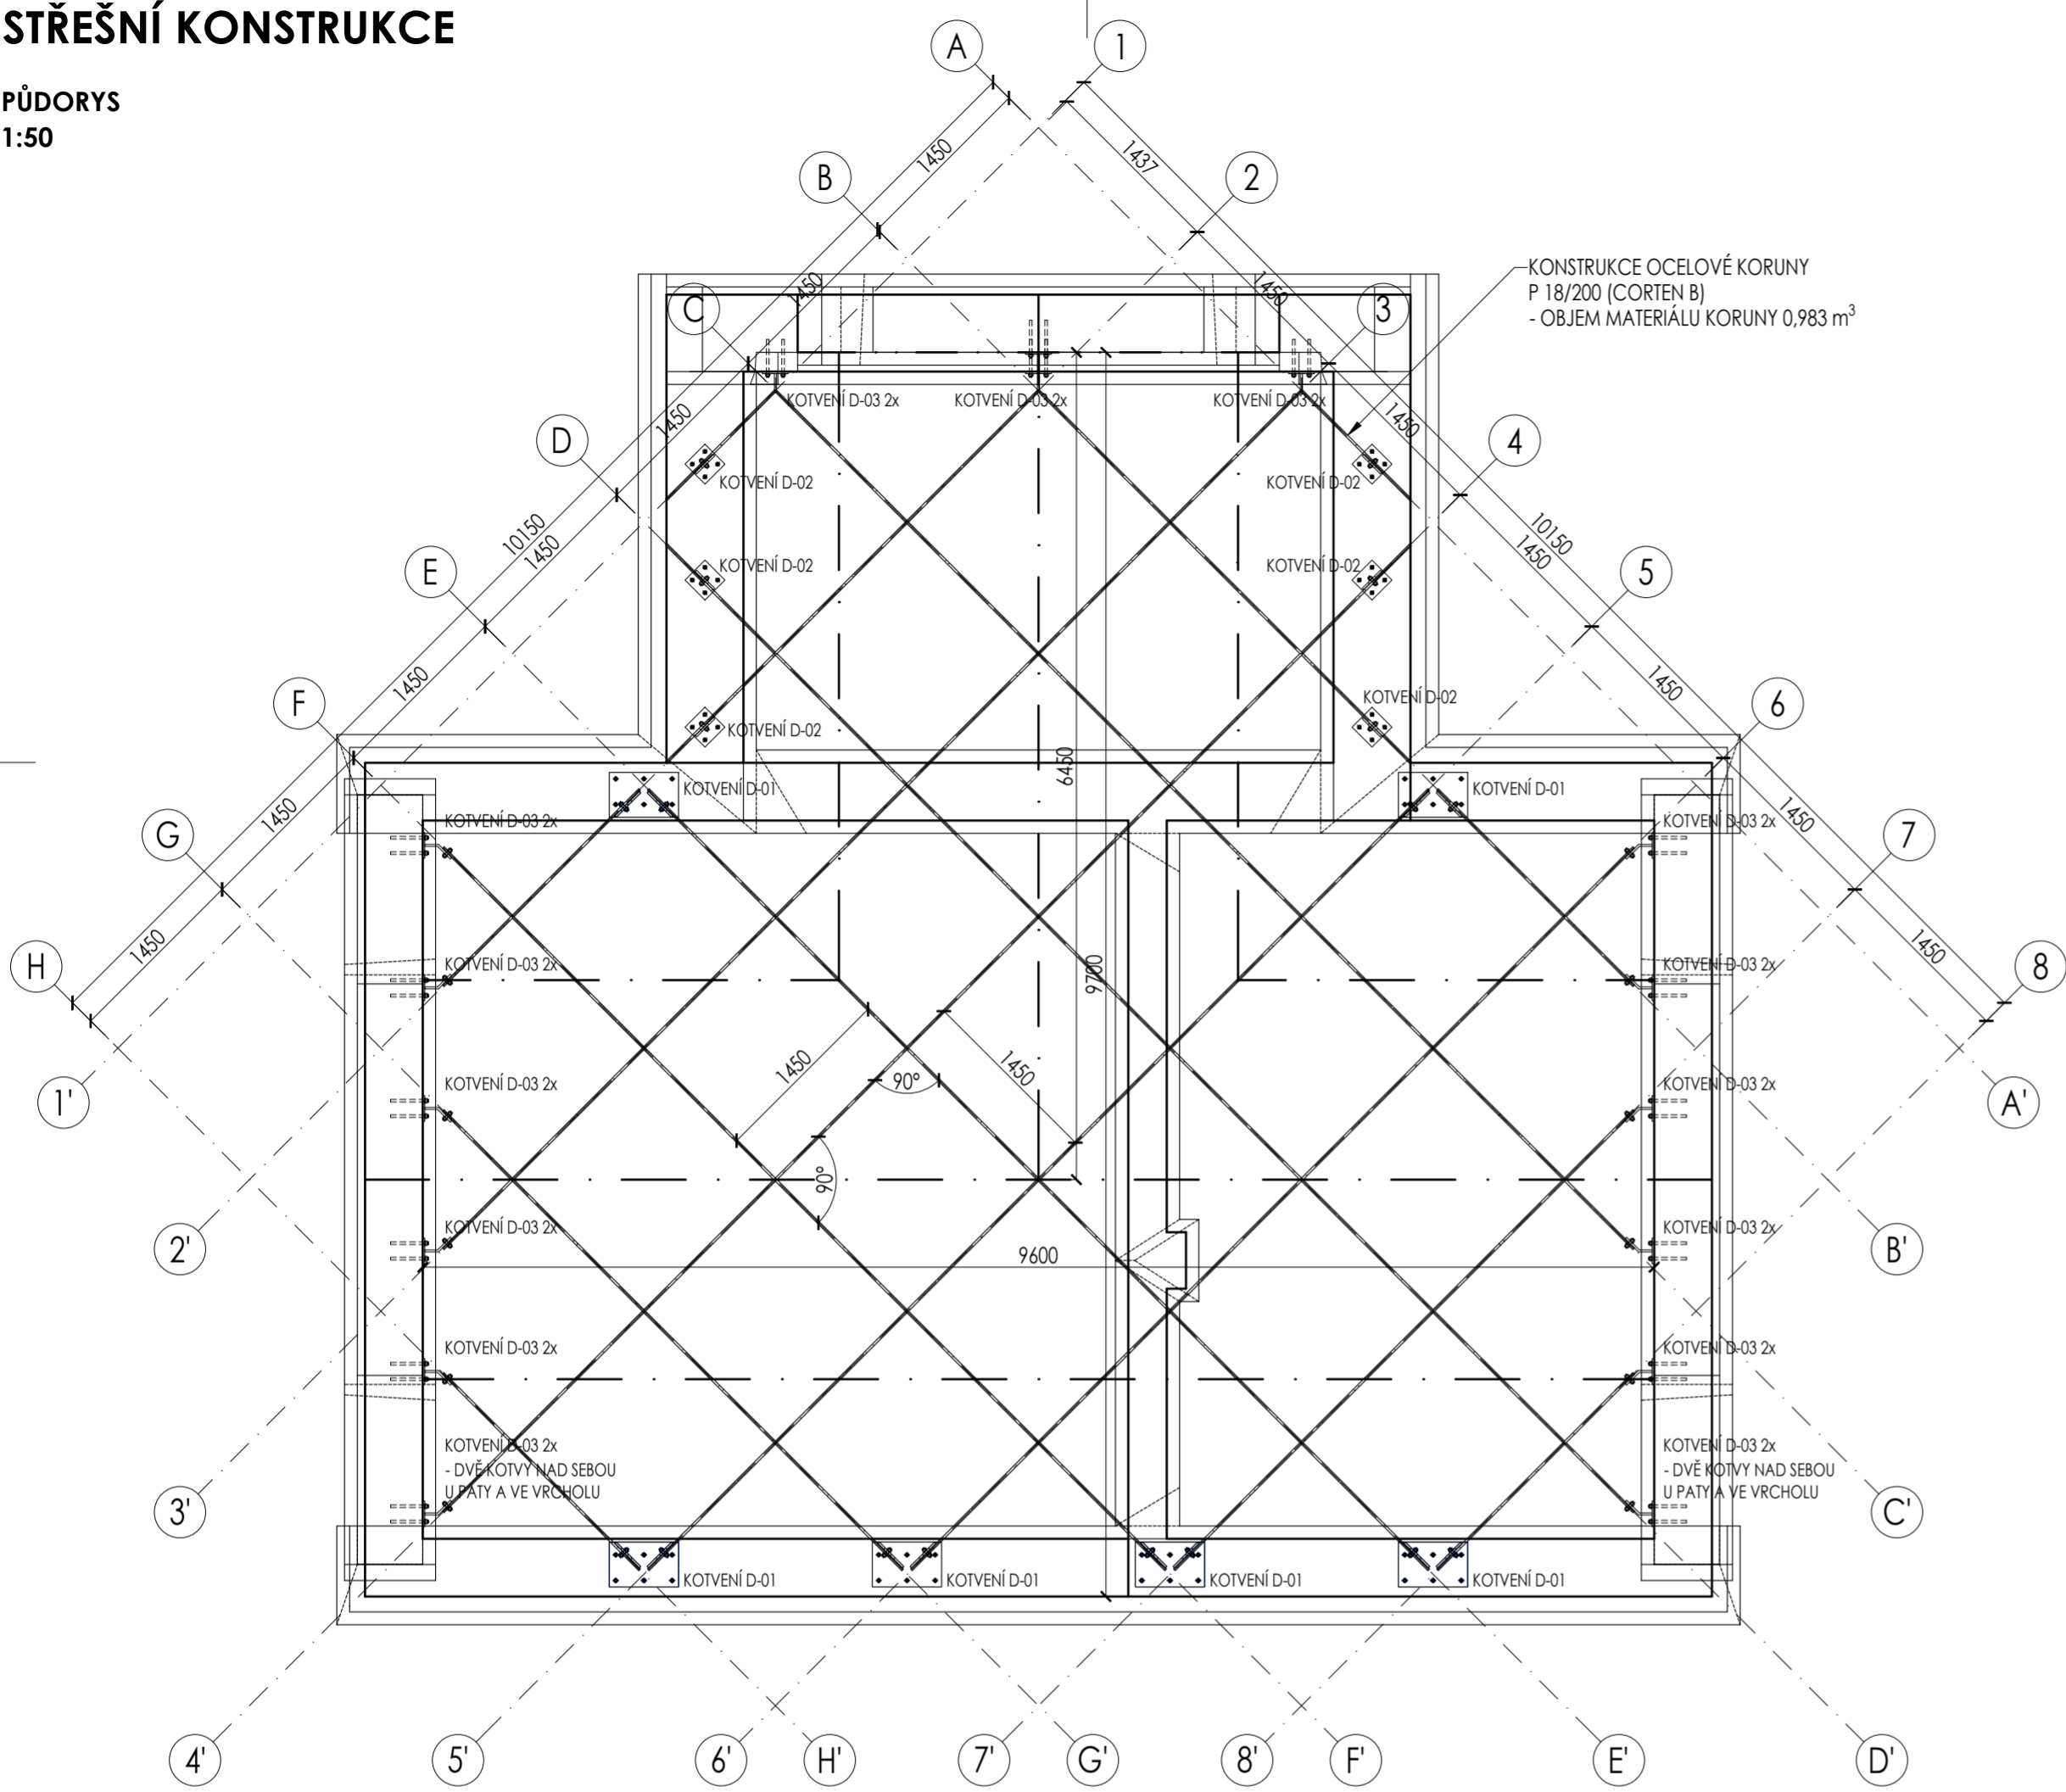 STŘEŠNÍ KONSTRUKCE
PŮDORYS
1:50
A
1
B
2
C
3
D
4
E
5
F
6
G
7
H
8
1'
A'
2'
B'
3'
C'
4'
5'
6'
H'
7'
G'
8'
F'
E'
D'
1450
1437
1450
1450
1450
1450
10150
1450
10150
1450
1450
1450
1450
1450
1450
1450
KONSTRUKCE OCELOVÉ KORUNY
P 18/200 (CORTEN B)
- OBJEM MATERIÁLU KORUNY 0,983 m³
KOTVENÍ D-03 2x
KOTVENÍ D-03 2x
KOTVENÍ D-03 2x
KOTVENÍ D-02
KOTVENÍ D-02
KOTVENÍ D-02
KOTVENÍ D-02
KOTVENÍ D-02
KOTVENÍ D-02
6450
KOTVENÍ D-01
KOTVENÍ D-01
KOTVENÍ D-03 2x
KOTVENÍ D-03 2x
KOTVENÍ D-03 2x
KOTVENÍ D-03 2x
9700
1450
1450
90°
KOTVENÍ D-03 2x
KOTVENÍ D-03 2x
90°
KOTVENÍ D-03 2x
KOTVENÍ D-03 2x
9600
KOTVENÍ D-03 2x
KOTVENÍ D-03 2x
KOTVENÍ D-03 2x
- DVĚ KOTVY NAD SEBOU
U PATY A VE VRCHOLU
KOTVENÍ D-03 2x
- DVĚ KOTVY NAD SEBOU
U PATY A VE VRCHOLU
KOTVENÍ D-01
KOTVENÍ D-01
KOTVENÍ D-01
KOTVENÍ D-01